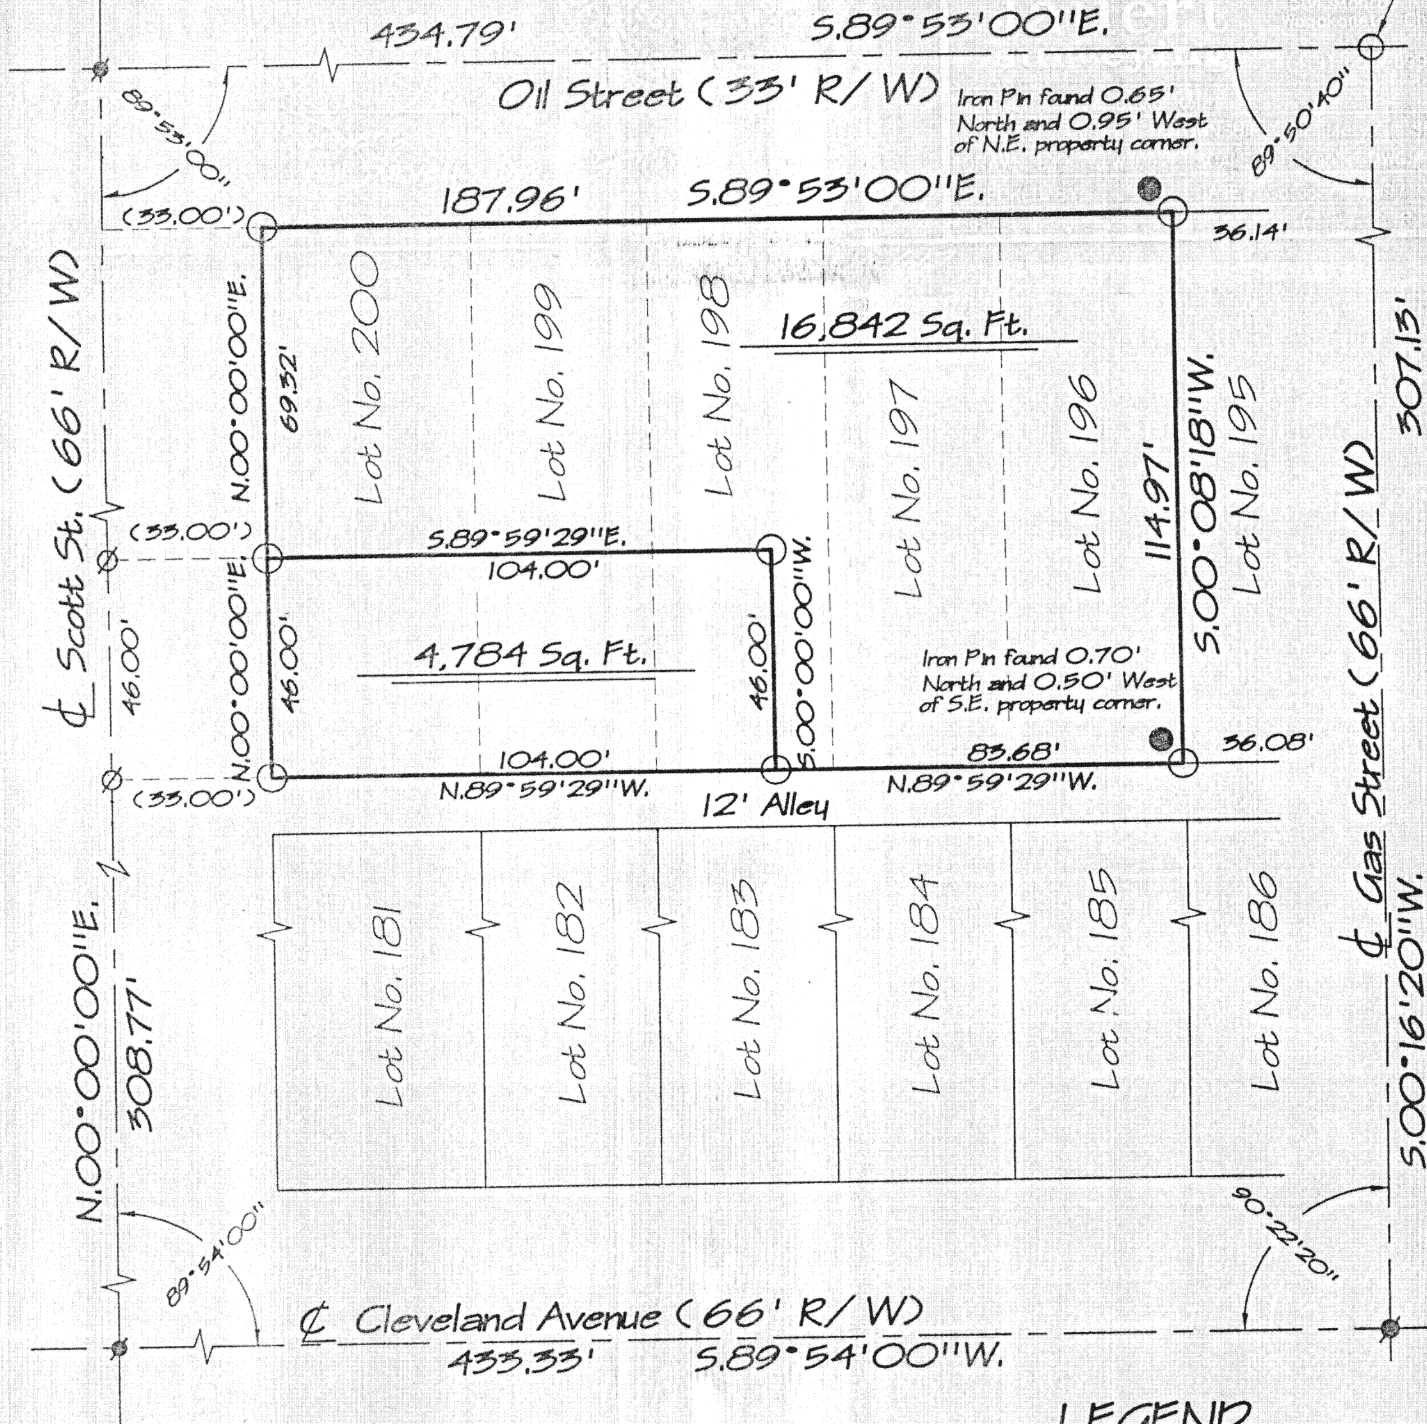 434.79' S.89°53'00"E.
Oil Street (33' R/W)
Iron Pin found 0.65'
North and 0.95' West
of N.E. property corner.
89°53'00"
89°50'40"
187.96' S.89°53'00"E.
(33.00')
36.14'
℄ Scott St. (66' R/W)
N.00°00'00"E.
69.32'
Lot No. 200
Lot No. 199
Lot No. 198
16,842 Sq. Ft.
Lot No. 197
Lot No. 196
114.97'
S.00°08'18"W.
Lot No. 195
307.13'
℄ Gas Street (66' R/W)
(33.00')
S.89°59'29"E.
104.00'
46.00'
N.00°00'00"E.
46.00'
4,784 Sq. Ft.
46.00'
S.00°00'00"W.
Iron Pin found 0.70'
North and 0.50' West
of S.E. property corner.
36.08'
(33.00')
104.00'
N.89°59'29"W.
83.68'
N.89°59'29"W.
12' Alley
N.00°00'00"E.
308.77'
Lot No. 181
Lot No. 182
Lot No. 183
Lot No. 184
Lot No. 185
Lot No. 186
S.00°16'20"W.
89°54'00"
90°22'20"
℄ Cleveland Avenue (66' R/W)
433.33' S.89°54'00"W.
LEGEND